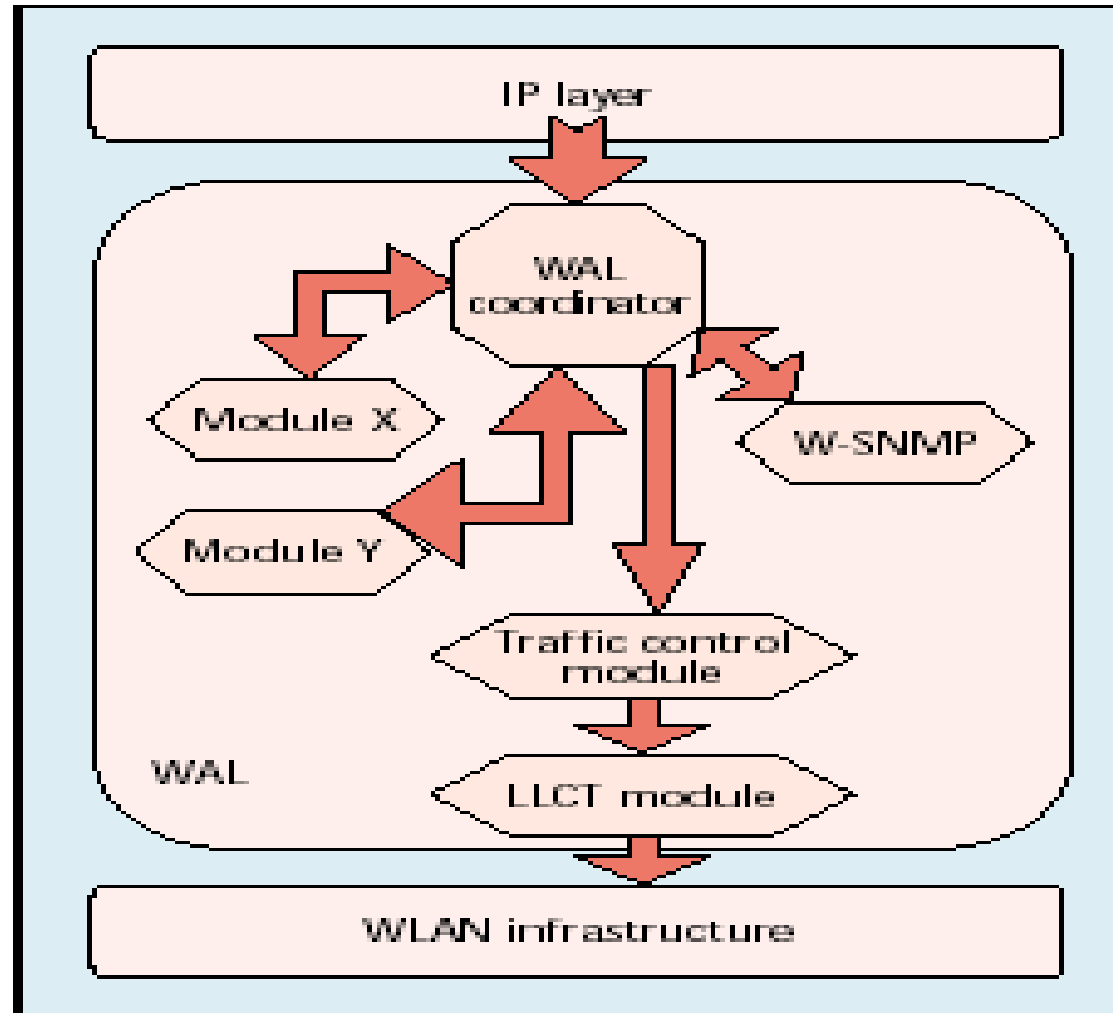 IP layer
WAL
coordinator
Module X
W-SNMP
Module Y
Traffic control
module
WAL
LLCT module
WLAN infrastructure